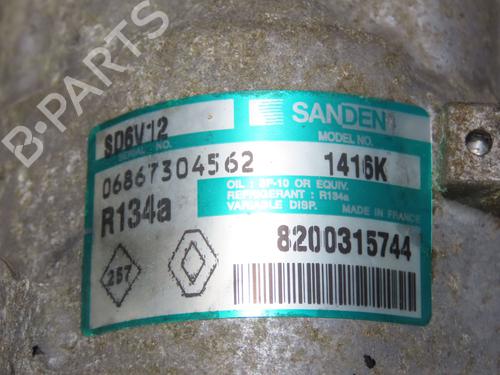 SD6V12
SANDEN
SERIAL NO.
MODEL NO.
06867304562
1416K
R134a
OIL : SP-10 OR EQUIV.
REFRIGERANT : R134a
VARIABLE DISP.
MADE IN FRANCE
8200315744
257
B-PARTS